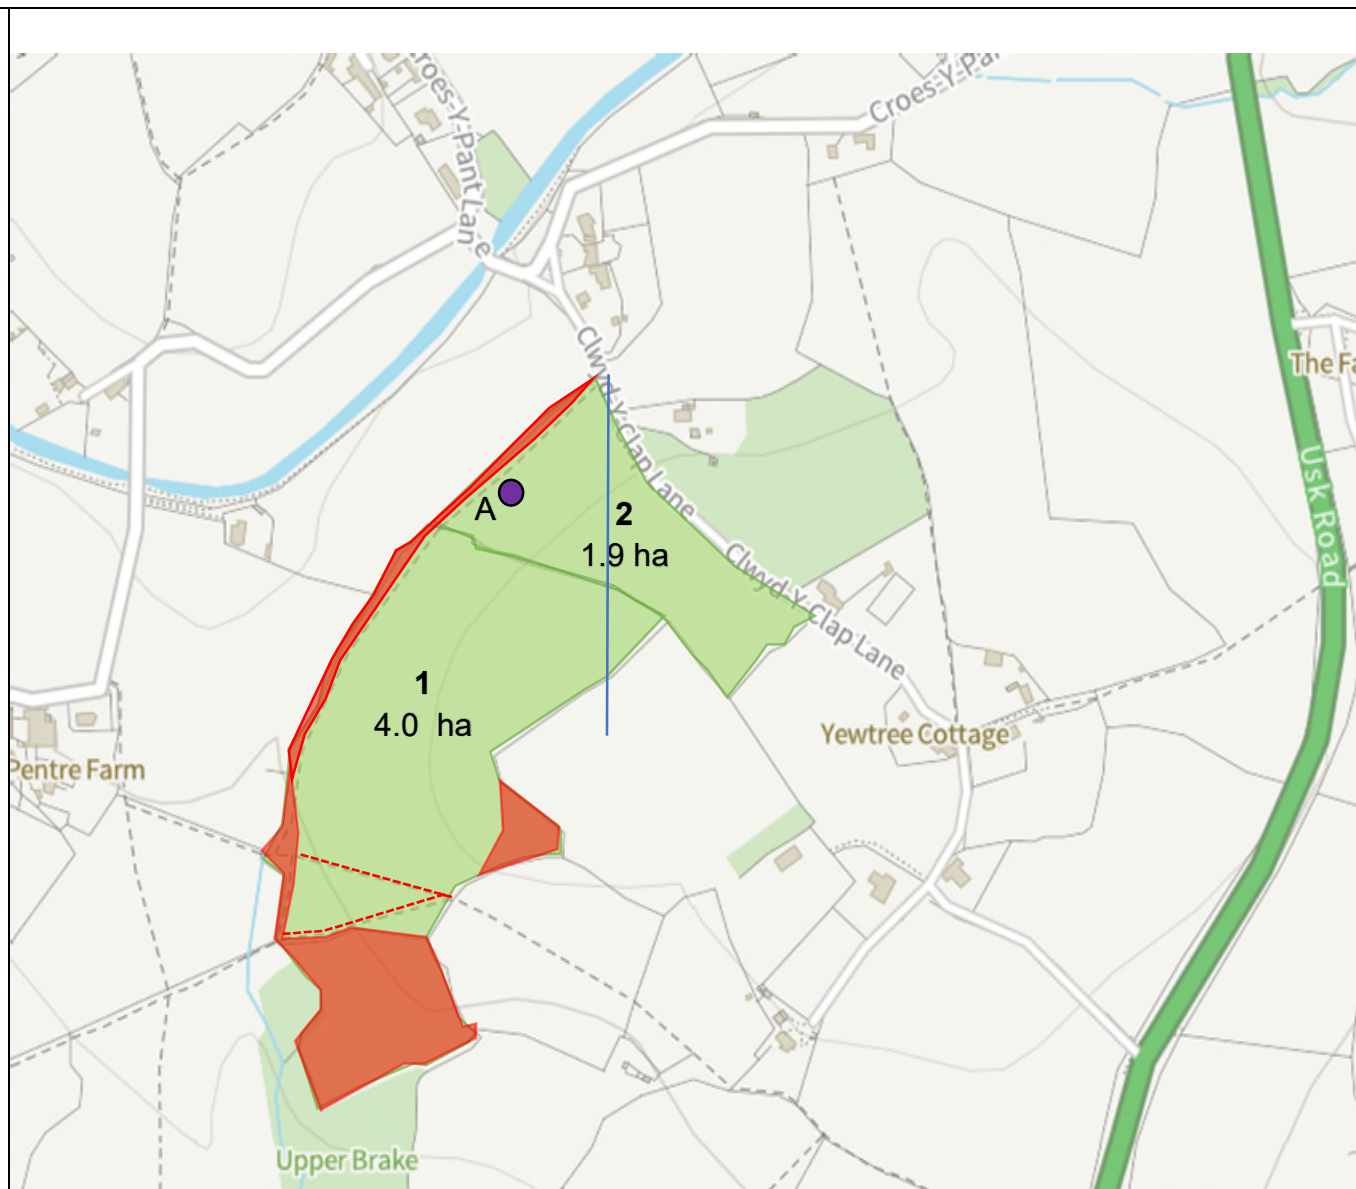 Croes-Y-Pant Lane
Croes-Y-Pa
Clwyd-Y-Clap Lane
The Fa
Usk Road
A
2
1.9 ha
Clwyd-Y-Clap Lane
1
4.0 ha
Yewtree Cottage
Pentre Farm
Upper Brake